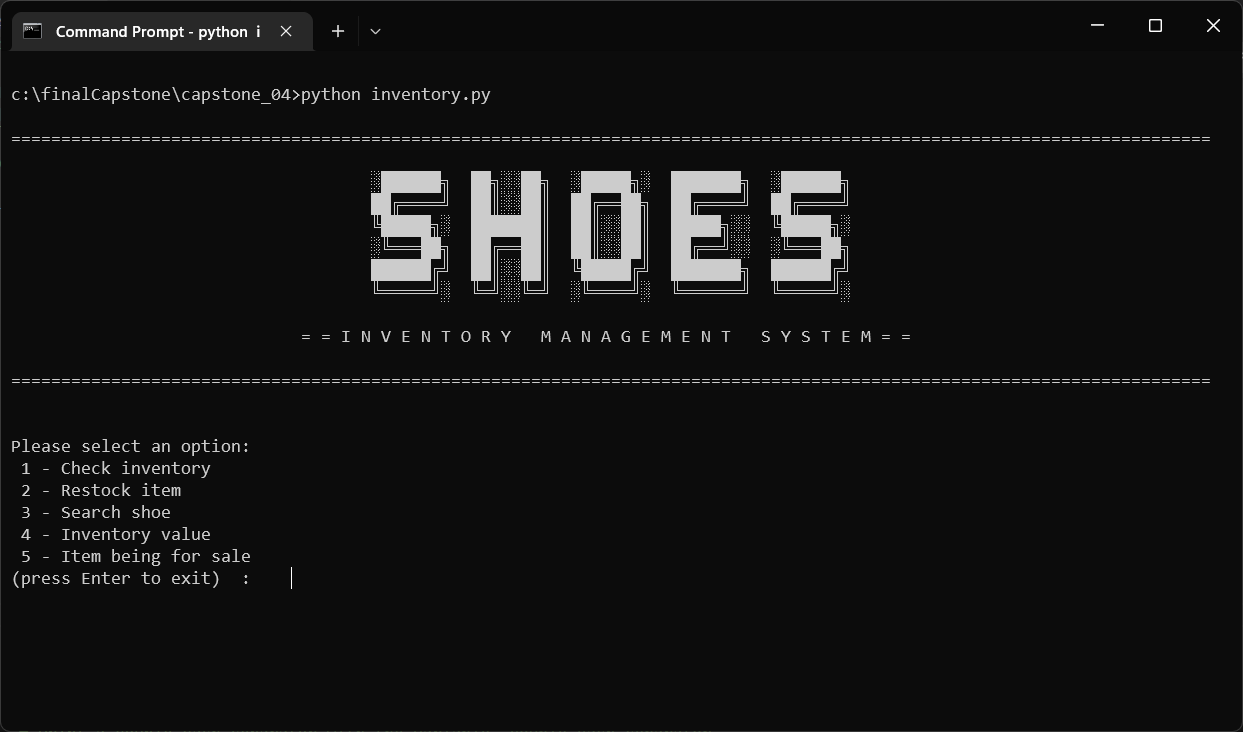 Command Prompt - python i
c:\finalCapstone\capstone_04>python inventory.py
========================================================================================================================
SHOES
= = I N V E N T O R Y   M A N A G E M E N T   S Y S T E M = =
========================================================================================================================
Please select an option:
 1 - Check inventory
 2 - Restock item
 3 - Search shoe
 4 - Inventory value
 5 - Item being for sale
(press Enter to exit)  :